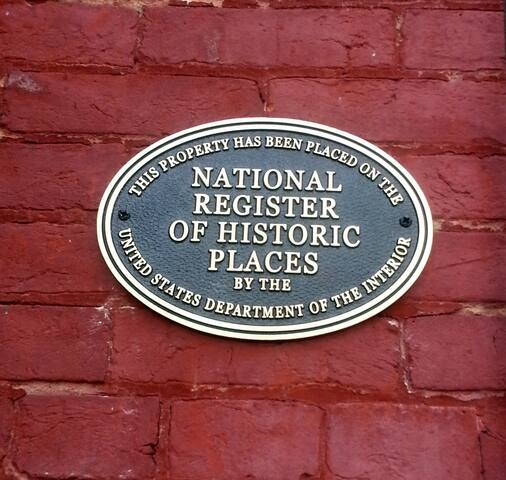 THIS PROPERTY HAS BEEN PLACED ON THE
NATIONAL
REGISTER
OF HISTORIC
PLACES
BY THE
UNITED STATES DEPARTMENT OF THE INTERIOR